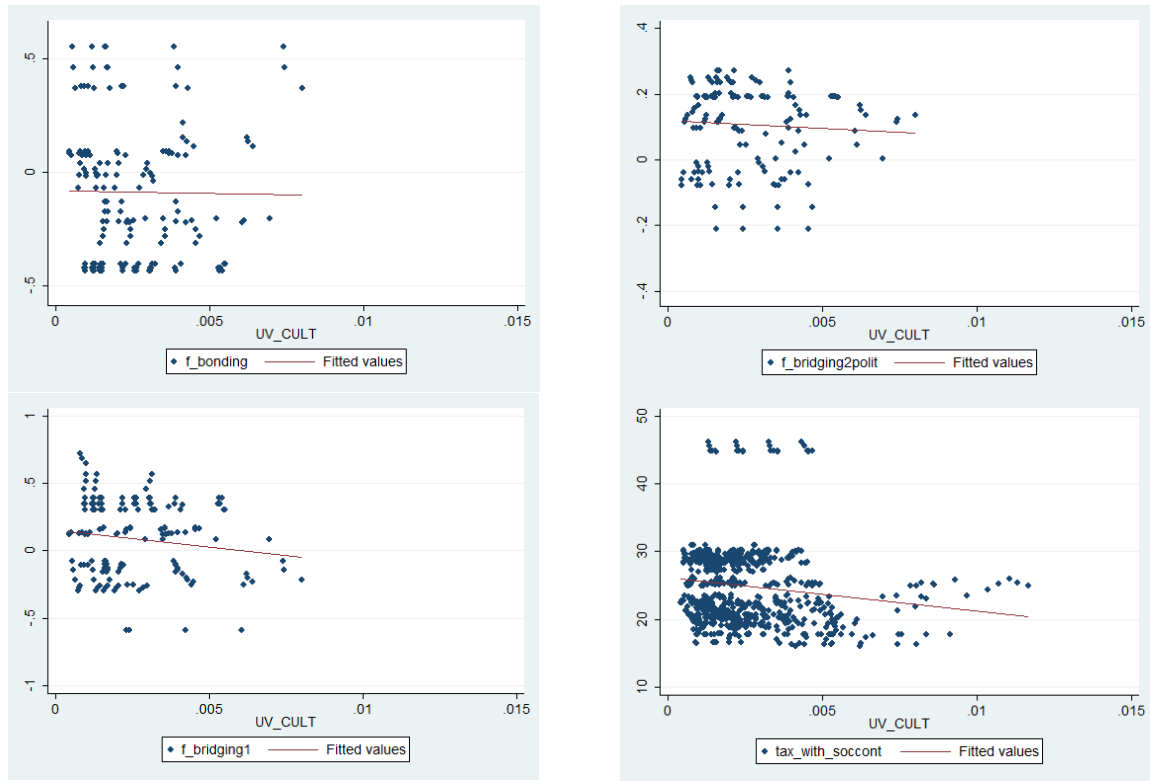 .5
0
-.5
0 .005 .01 .015
UV_CULT
f_bonding Fitted values
.4
.2
0
-.2
-.4
0 .005 .01 .015
UV_CULT
f_bridging2polit Fitted values
1
.5
0
-.5
-1
0 .005 .01 .015
UV_CULT
f_bridging1 Fitted values
50
40
30
20
10
0 .005 .01 .015
UV_CULT
tax_with_soccont Fitted values